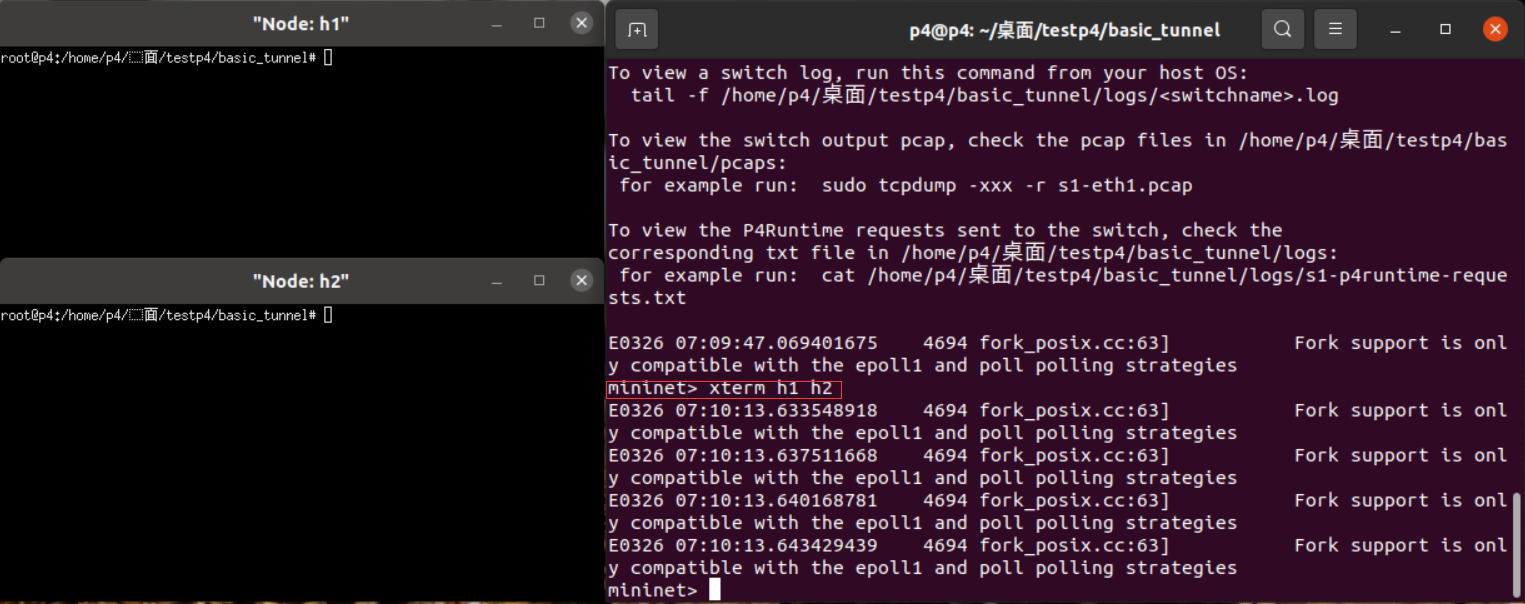 "Node: h1"
root@p4:/home/p4/面/testp4/basic_tunnel#
"Node: h2"
root@p4:/home/p4/面/testp4/basic_tunnel#
p4@p4: ~/桌面/testp4/basic_tunnel
To view a switch log, run this command from your host OS:
  tail -f /home/p4/桌面/testp4/basic_tunnel/logs/<switchname>.log
To view the switch output pcap, check the pcap files in /home/p4/桌面/testp4/bas
ic_tunnel/pcaps:
 for example run:  sudo tcpdump -xxx -r s1-eth1.pcap
To view the P4Runtime requests sent to the switch, check the
corresponding txt file in /home/p4/桌面/testp4/basic_tunnel/logs:
 for example run:  cat /home/p4/桌面/testp4/basic_tunnel/logs/s1-p4runtime-reque
sts.txt
E0326 07:09:47.069401675    4694 fork_posix.cc:63]           Fork support is onl
y compatible with the epoll1 and poll polling strategies
mininet> xterm h1 h2
E0326 07:10:13.633548918    4694 fork_posix.cc:63]           Fork support is onl
y compatible with the epoll1 and poll polling strategies
E0326 07:10:13.637511668    4694 fork_posix.cc:63]           Fork support is onl
y compatible with the epoll1 and poll polling strategies
E0326 07:10:13.640168781    4694 fork_posix.cc:63]           Fork support is onl
y compatible with the epoll1 and poll polling strategies
E0326 07:10:13.643429439    4694 fork_posix.cc:63]           Fork support is onl
y compatible with the epoll1 and poll polling strategies
mininet>